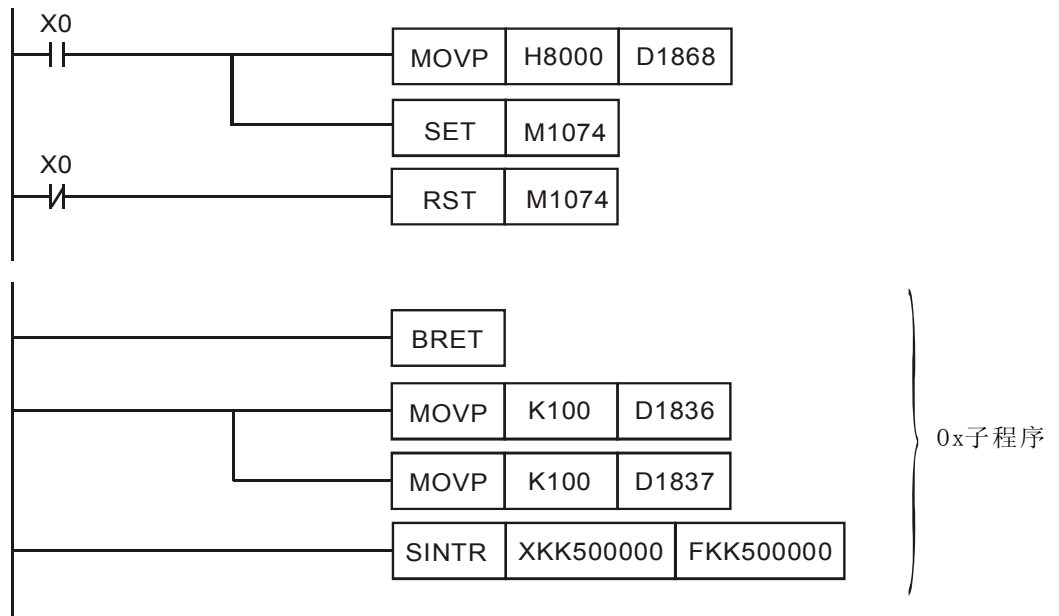 X0
MOVP H8000 D1868
SET M1074
X0
RST M1074
BRET
MOVP K100 D1836
0x子程序
MOVP K100 D1837
SINTR XKK500000 FKK500000